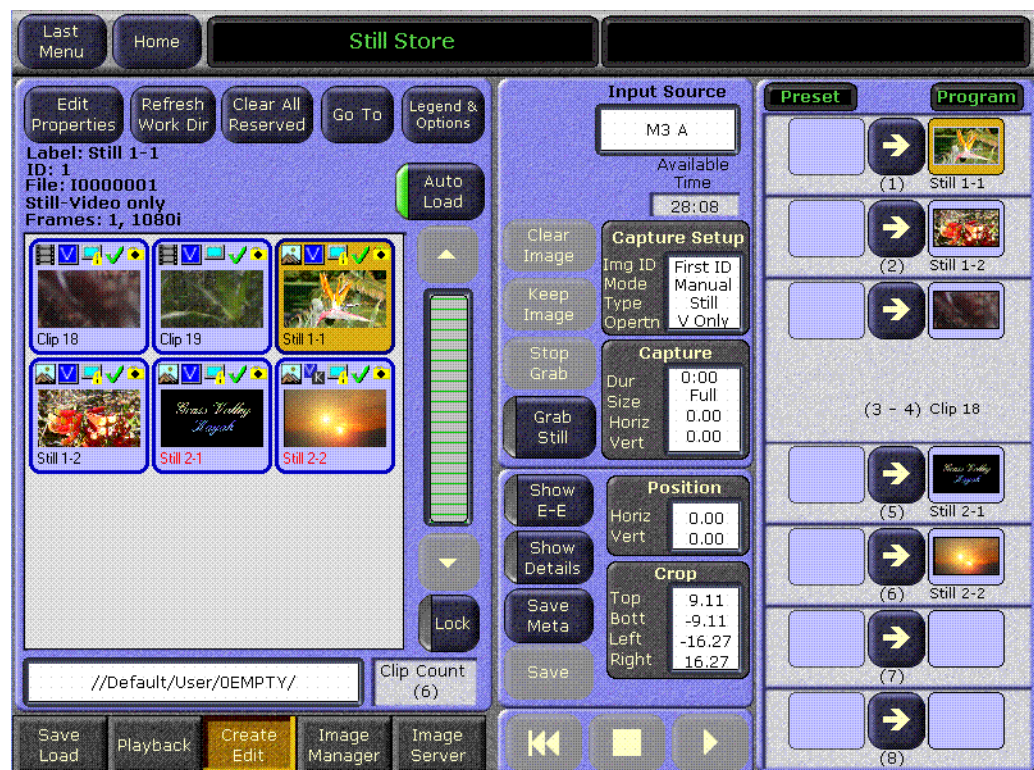 Last Menu
Home
Still Store
Edit Properties
Refresh Work Dir
Clear All Reserved
Go To
Legend & Options
Label: Still 1-1
ID: 1
File: I0000001
Still-Video only
Frames: 1, 1080i
Auto Load
V
V
V
Clip 18
Clip 19
Still 1-1
V
V
VK
Grass Valley
Kayak
Still 1-2
Still 2-1
Still 2-2
Lock
//Default/User/0EMPTY/
Clip Count
(6)
Save Load
Playback
Create Edit
Image Manager
Image Server
Input Source
M3 A
Available
Time
28:08
Clear Image
Keep Image
Stop Grab
Grab Still
Capture Setup
Img ID First ID
Mode Manual
Type Still
Opertn V Only
Capture
Dur 0:00
Size Full
Horiz 0.00
Vert 0.00
Show E-E
Show Details
Save Meta
Save
Position
Horiz 0.00
Vert 0.00
Crop
Top 9.11
Bott -9.11
Left -16.27
Right 16.27
Preset
Program
(1) Still 1-1
(2) Still 1-2
(3 - 4) Clip 18
Grass Valley
Kayak
(5) Still 2-1
(6) Still 2-2
(7)
(8)